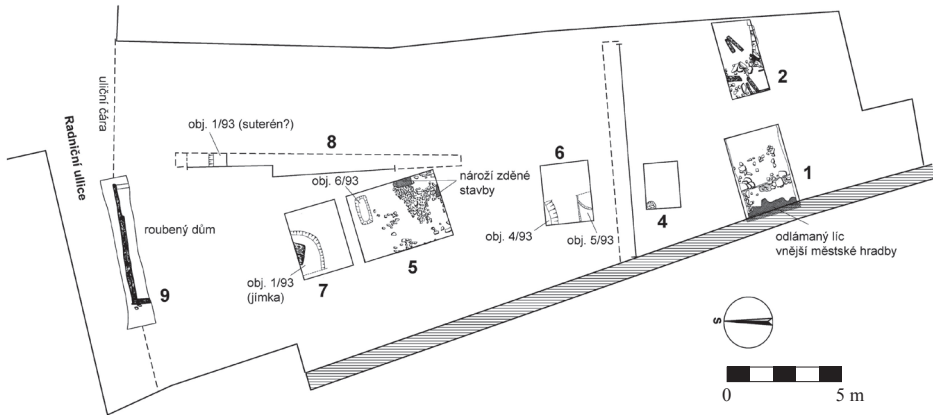 uliční čára
Radniční ulice
obj. 1/93 (suterén?)
8
obj. 6/93
nároží zděné
stavby
roubený dům
9
obj. 1/93
(jímka)
7
5
6
obj. 4/93
obj. 5/93
4
2
1
odlámaný líc
vnější městské hradby
S
0
5 m